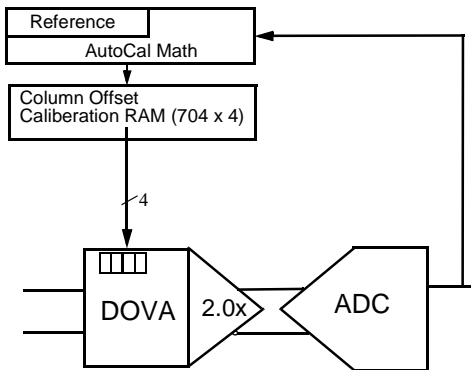 Reference
AutoCal Math
Column Offset
Caliberation RAM (704 x 4)
4
DOVA
2.0x
ADC